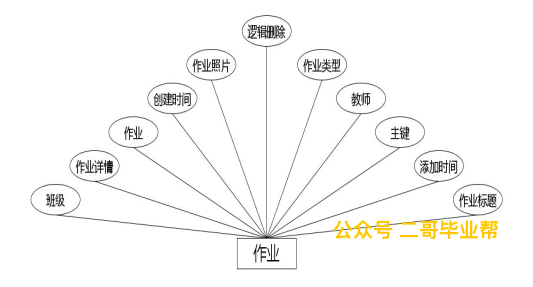 逻辑删除
作业照片
作业类型
创建时间
教师
作业
主键
作业详情
添加时间
班级
作业标题
公众号 二哥毕业帮
作业